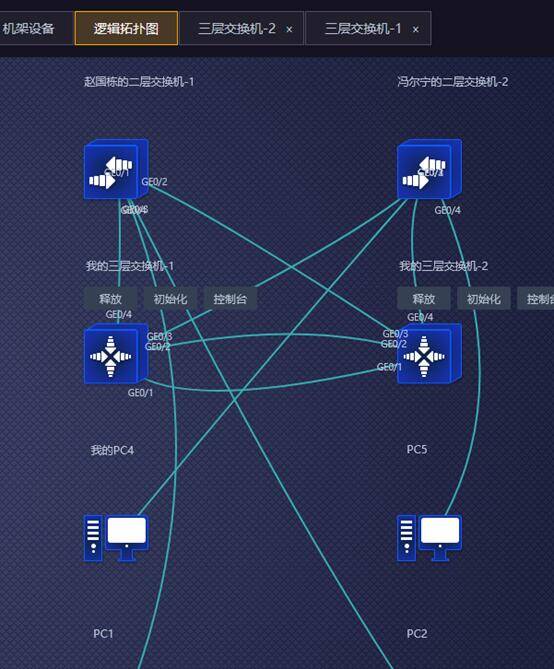 机架设备
逻辑拓扑图
三层交换机-2 ×
三层交换机-1 ×
赵国栋的二层交换机-1
冯尔宁的二层交换机-2
GE0/1
GE0/2
GE0/4
GE0/4
我的三层交换机-1
我的三层交换机-2
释放 初始化 控制台
释放 初始化 控制台
GE0/4
GE0/4
GE0/3
GE0/2
GE0/3
GE0/2
GE0/1
GE0/1
我的PC4
PC5
PC1
PC2